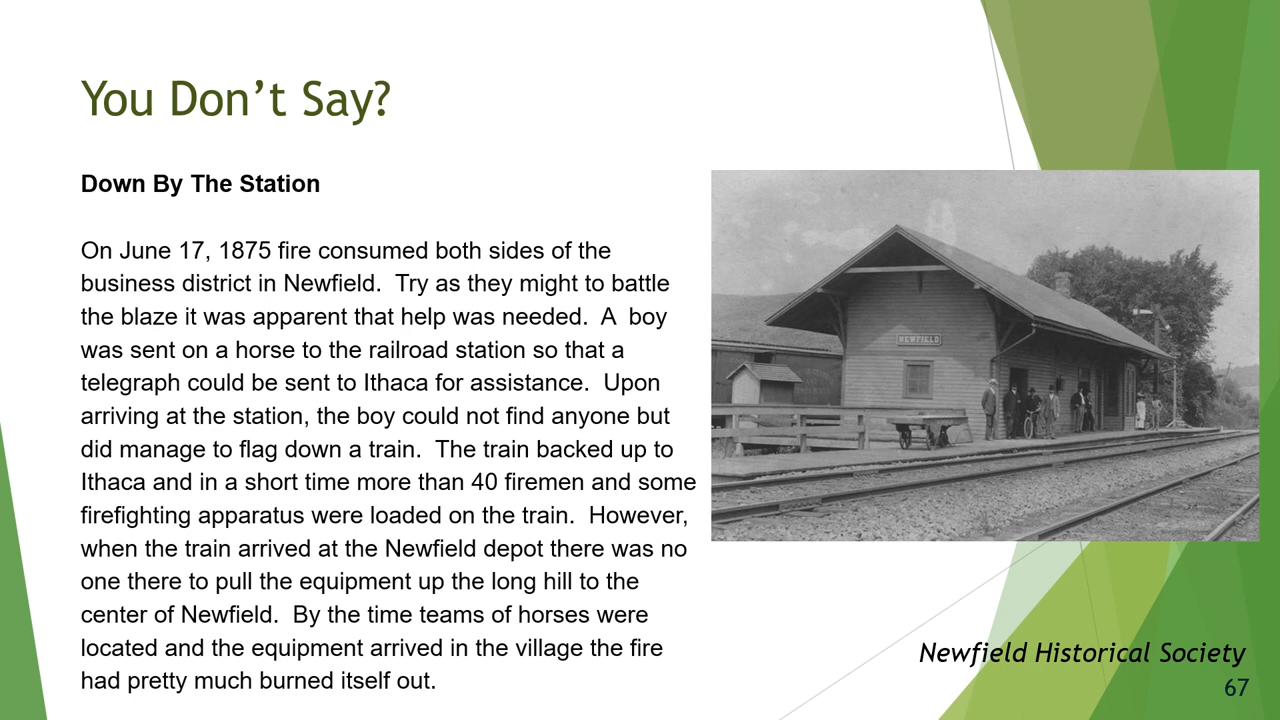 You Don’t Say?
Down By The Station
On June 17, 1875 fire consumed both sides of the
business district in Newfield.  Try as they might to battle
the blaze it was apparent that help was needed.  A  boy
was sent on a horse to the railroad station so that a
telegraph could be sent to Ithaca for assistance.  Upon
arriving at the station, the boy could not find anyone but
did manage to flag down a train.  The train backed up to
Ithaca and in a short time more than 40 firemen and some
firefighting apparatus were loaded on the train.  However,
when the train arrived at the Newfield depot there was no
one there to pull the equipment up the long hill to the
center of Newfield.  By the time teams of horses were
located and the equipment arrived in the village the fire
had pretty much burned itself out.
NEWFIELD
Newfield Historical Society
67